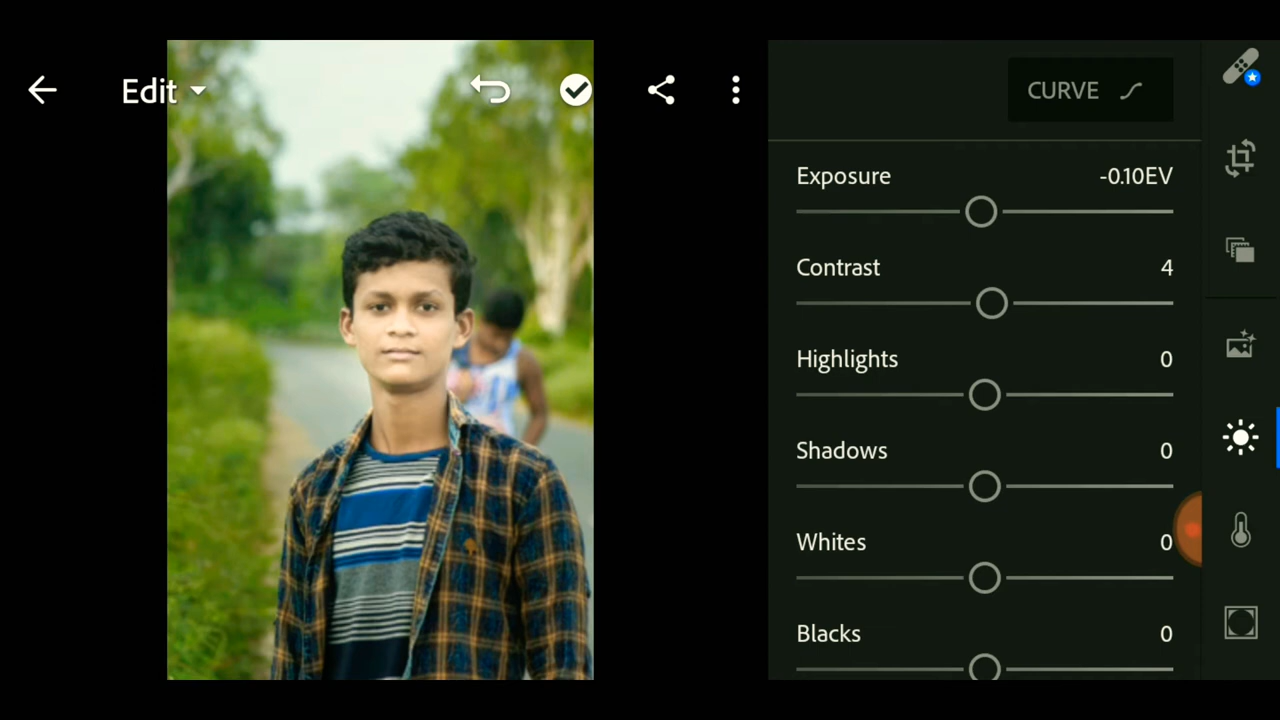 Edit
CURVE
Exposure -0.10EV
Contrast 4
Highlights 0
Shadows 0
Whites 0
Blacks 0